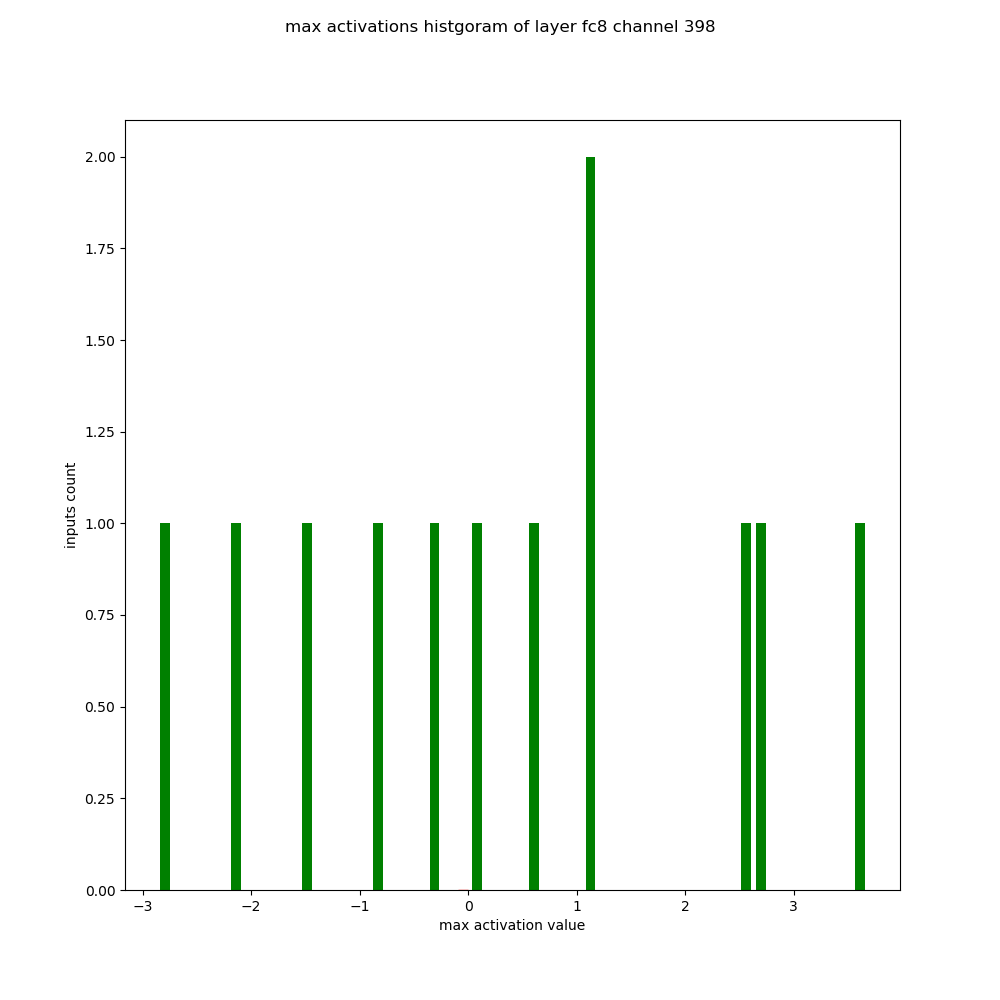 max activations histgoram of layer fc8 channel 398
2.00
1.75
1.50
1.25
1.00
0.75
0.50
0.25
0.00
inputs count
−3 −2 −1 0 1 2 3
max activation value